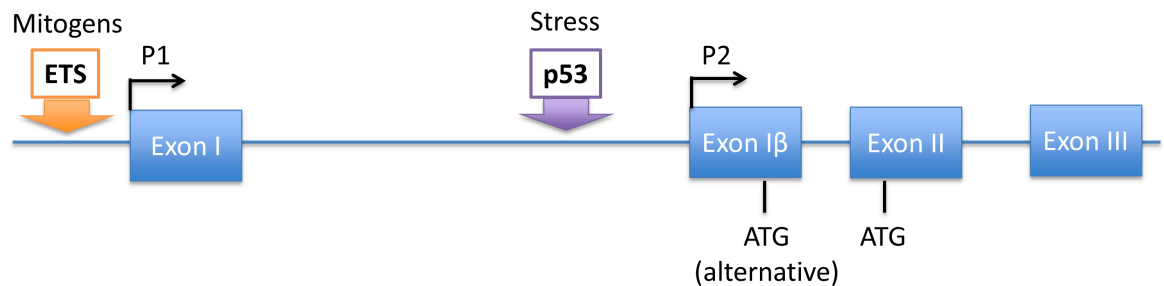 Mitogens
Stress
ETS
P1
p53
P2
Exon I
Exon Iβ
Exon II
Exon III
ATG
(alternative)
ATG